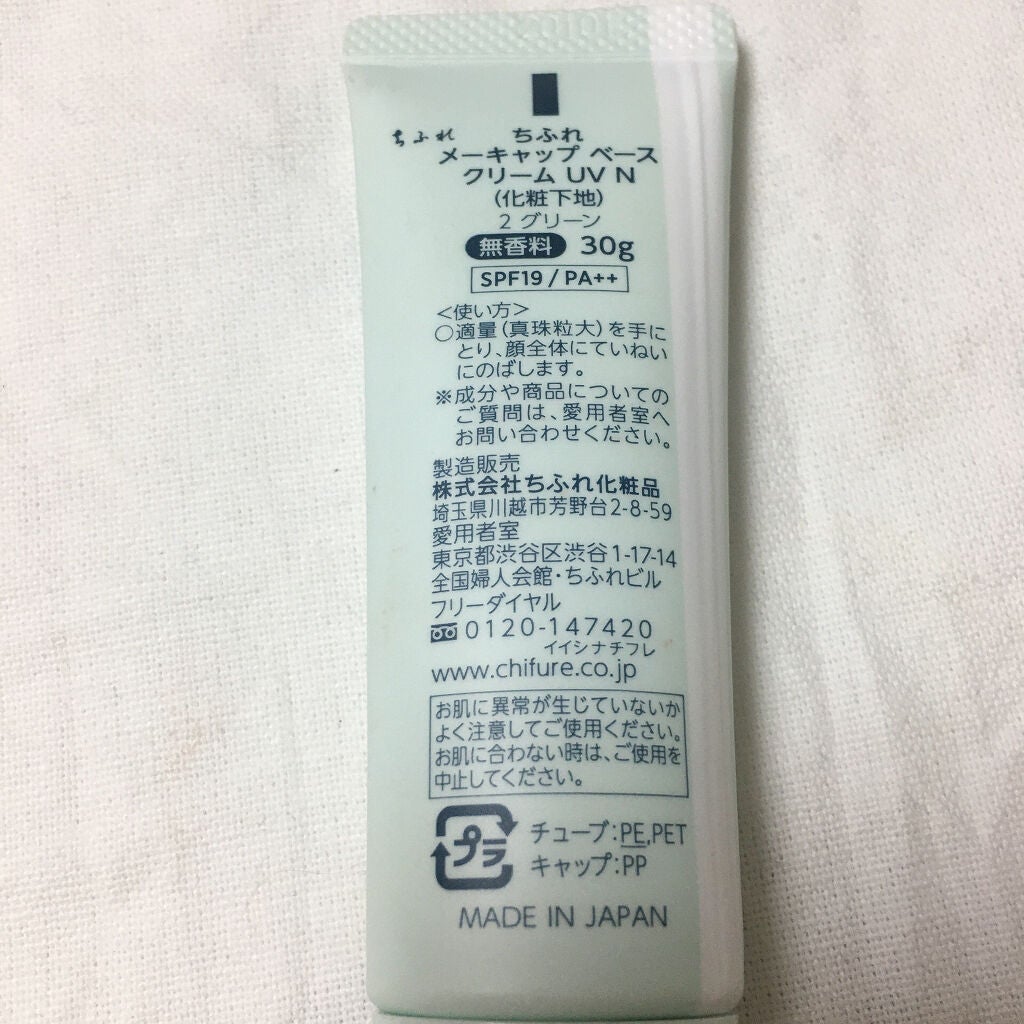 ちふれ ちふれ
メーキャップ ベース
クリーム UV N
(化粧下地)
2 グリーン
無香料 30g
SPF19 / PA++
＜使い方＞
○適量(真珠粒大)を手に
とり、顔全体にていねい
にのばします。
※成分や商品についての
ご質問は、愛用者室へ
お問い合わせください。
製造販売
株式会社ちふれ化粧品
埼玉県川越市芳野台2-8-59
愛用者室
東京都渋谷区渋谷1-17-14
全国婦人会館・ちふれビル
フリーダイヤル
0120-147420
イイシナチフレ
www.chifure.co.jp
お肌に異常が生じていないか
よく注意してご使用ください。
お肌に合わない時は、ご使用を
中止してください。
プラ
チューブ:PE,PET
キャップ:PP
MADE IN JAPAN